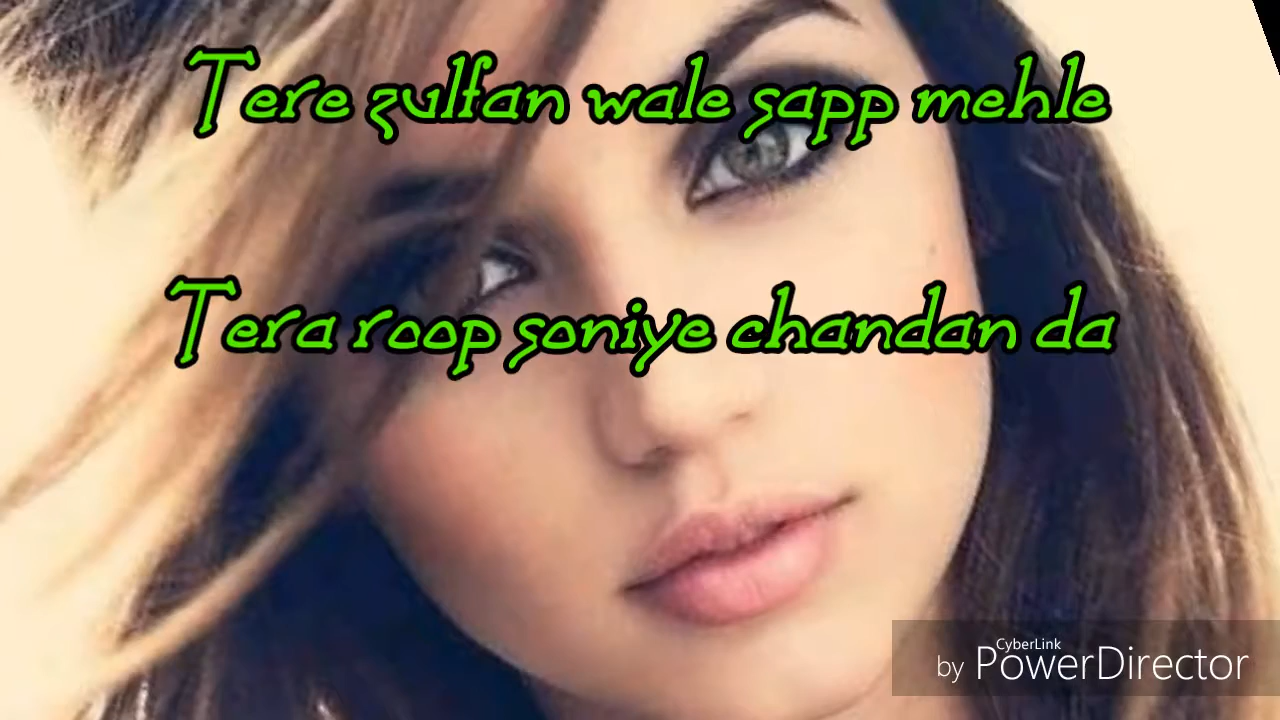 Tere zulfan wale sapp mehle
Tera roop soniye chandan da
CyberLink
by PowerDirector